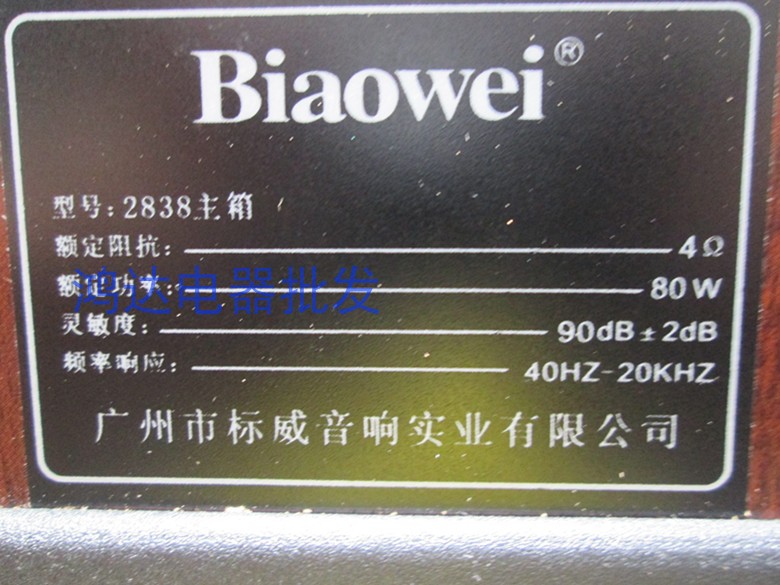 Biaowei®
型号:2838主箱
额定阻抗: 4Ω
额定功率: 80W
鸿达电器批发
灵敏度: 90dB±2dB
频率响应: 40HZ-20KHZ
广州市标威音响实业有限公司